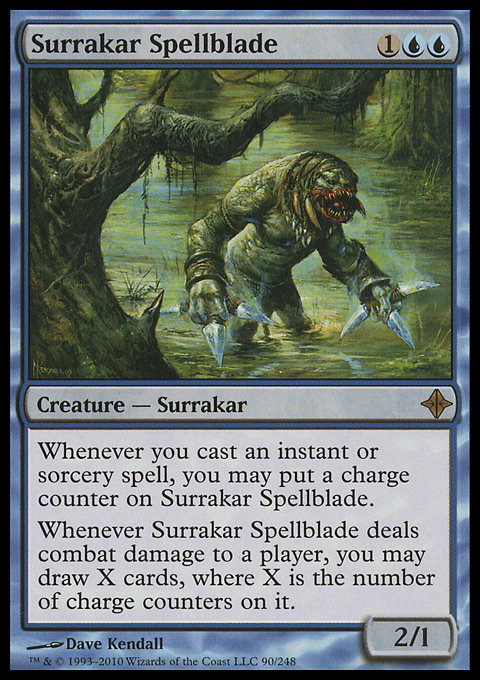 Surrakar Spellblade 1
Creature — Surrakar
Whenever you cast an instant or
sorcery spell, you may put a charge
counter on Surrakar Spellblade.
Whenever Surrakar Spellblade deals
combat damage to a player, you may
draw X cards, where X is the number
of charge counters on it.
2/1
Dave Kendall
™ & © 1993–2010 Wizards of the Coast LLC 90/248